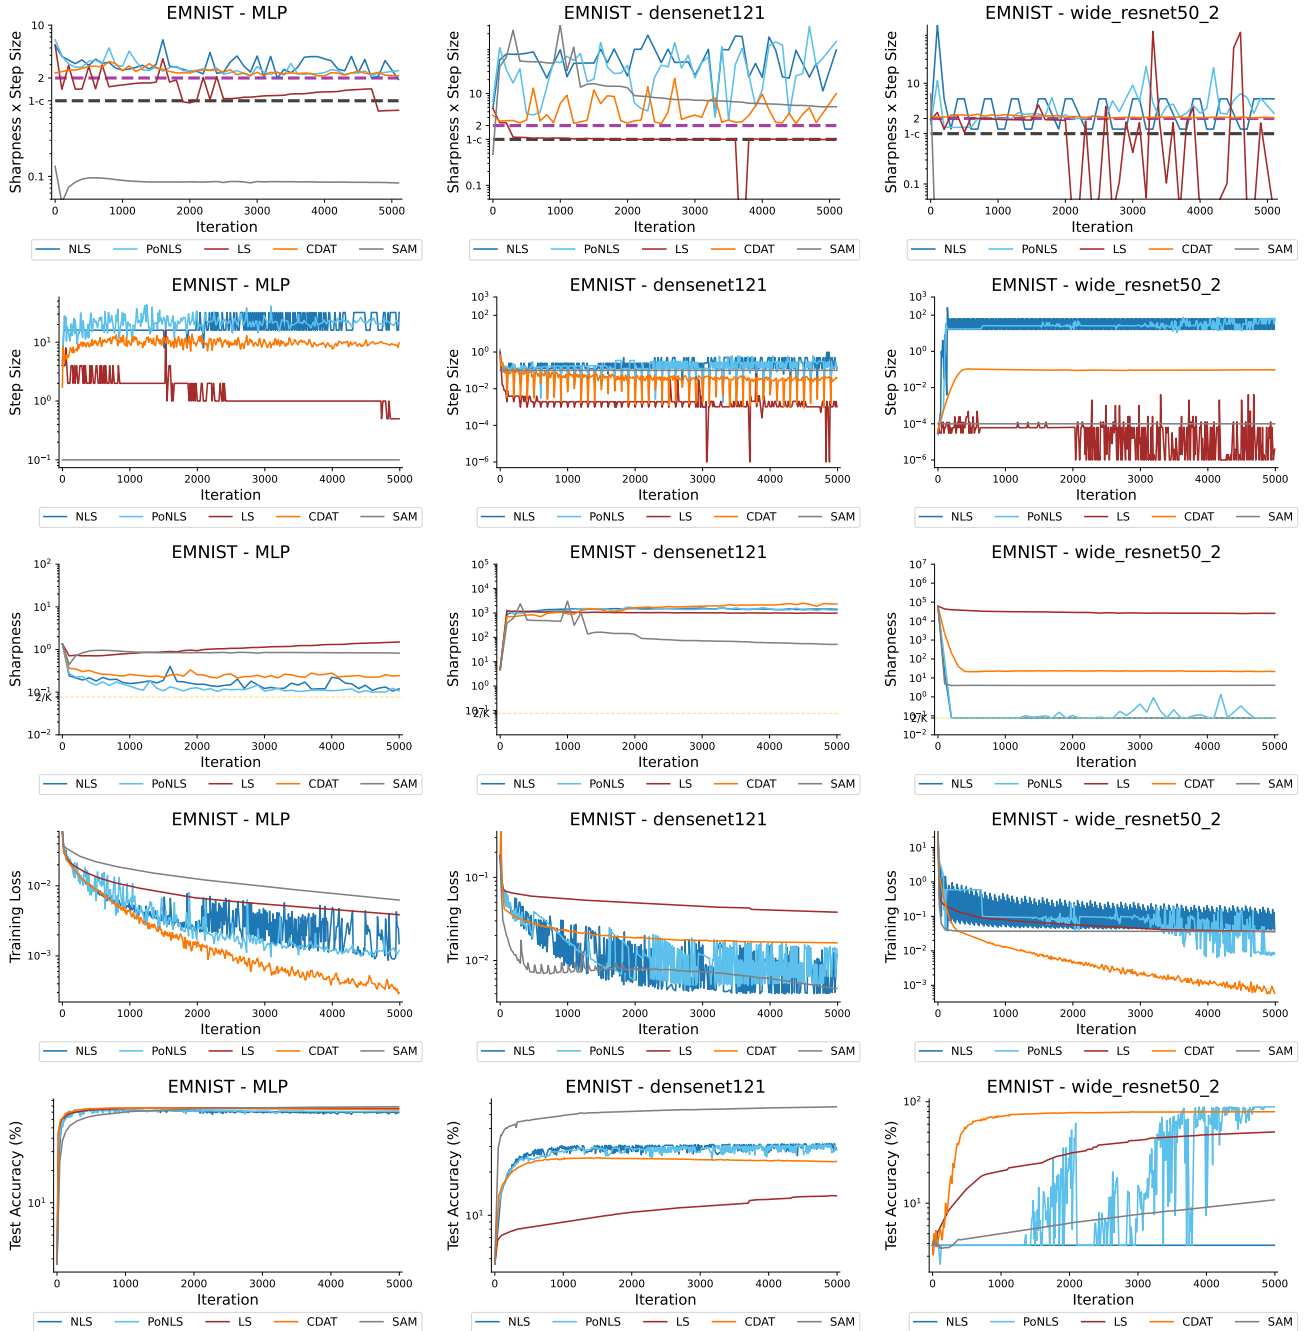 EMNIST - MLP
EMNIST - densenet121
EMNIST - wide_resnet50_2
Sharpness x Step Size
10
2
1-c
0.1
0 1000 2000 3000 4000 5000
Iteration
Sharpness x Step Size
10
2
1-c
0.1
0 1000 2000 3000 4000 5000
Iteration
Sharpness x Step Size
10
2
1-c
0.1
0 1000 2000 3000 4000 5000
Iteration
NLS PoNLS LS CDAT SAM
NLS PoNLS LS CDAT SAM
NLS PoNLS LS CDAT SAM
EMNIST - MLP
EMNIST - densenet121
EMNIST - wide_resnet50_2
Step Size
10¹
10⁰
10⁻¹
0 1000 2000 3000 4000 5000
Iteration
Step Size
10³
10²
10⁰
10⁻²
10⁻⁴
10⁻⁶
0 1000 2000 3000 4000 5000
Iteration
Step Size
10³
10²
10⁰
10⁻²
10⁻⁴
10⁻⁶
0 1000 2000 3000 4000 5000
Iteration
NLS PoNLS LS CDAT SAM
NLS PoNLS LS CDAT SAM
NLS PoNLS LS CDAT SAM
EMNIST - MLP
EMNIST - densenet121
EMNIST - wide_resnet50_2
Sharpness
10²
10¹
10⁰
10⁻¹
2/K
10⁻²
0 1000 2000 3000 4000 5000
Iteration
Sharpness
10⁵
10⁴
10³
10²
10¹
10⁰
10⁻¹
2/K
10⁻²
0 1000 2000 3000 4000 5000
Iteration
Sharpness
10⁷
10⁶
10⁵
10⁴
10³
10²
10¹
10⁰
10⁻¹
2/K
10⁻²
0 1000 2000 3000 4000 5000
Iteration
NLS PoNLS LS CDAT SAM
NLS PoNLS LS CDAT SAM
NLS PoNLS LS CDAT SAM
EMNIST - MLP
EMNIST - densenet121
EMNIST - wide_resnet50_2
Training Loss
10⁻²
10⁻³
0 1000 2000 3000 4000 5000
Iteration
Training Loss
10⁻¹
10⁻²
0 1000 2000 3000 4000 5000
Iteration
Training Loss
10¹
10⁰
10⁻¹
10⁻²
10⁻³
0 1000 2000 3000 4000 5000
Iteration
NLS PoNLS LS CDAT SAM
NLS PoNLS LS CDAT SAM
NLS PoNLS LS CDAT SAM
EMNIST - MLP
EMNIST - densenet121
EMNIST - wide_resnet50_2
Test Accuracy (%)
10¹
0 1000 2000 3000 4000 5000
Iteration
Test Accuracy (%)
10¹
0 1000 2000 3000 4000 5000
Iteration
Test Accuracy (%)
10²
10¹
0 1000 2000 3000 4000 5000
Iteration
NLS PoNLS LS CDAT SAM
NLS PoNLS LS CDAT SAM
NLS PoNLS LS CDAT SAM